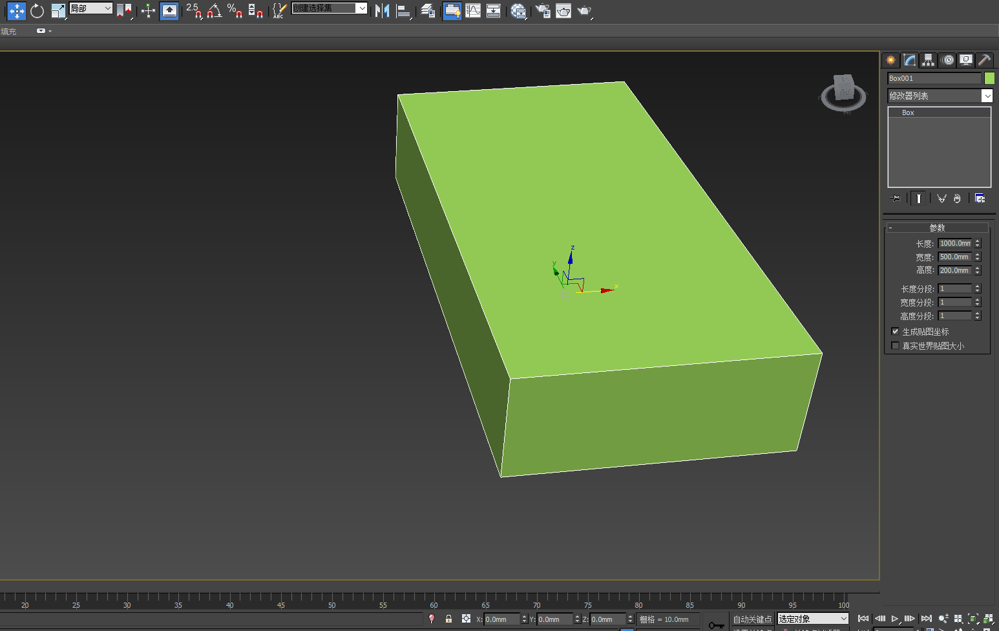 局部
2.5
%
ABC
创建选择集
填充
Box001
修改器列表
Box
z
y
x
- 参数
长度: 1000.0mm
宽度: 500.0mm
高度: 200.0mm
长度分段: 1
宽度分段: 1
高度分段: 1
生成贴图坐标
真实世界贴图大小
20 25 30 35 40 45 50 55 60 65 70 75 80 85 90 95 100
X: 0.0mm Y: 0.0mm Z: 0.0mm 栅格 = 10.0mm 自动关键点 选定对象